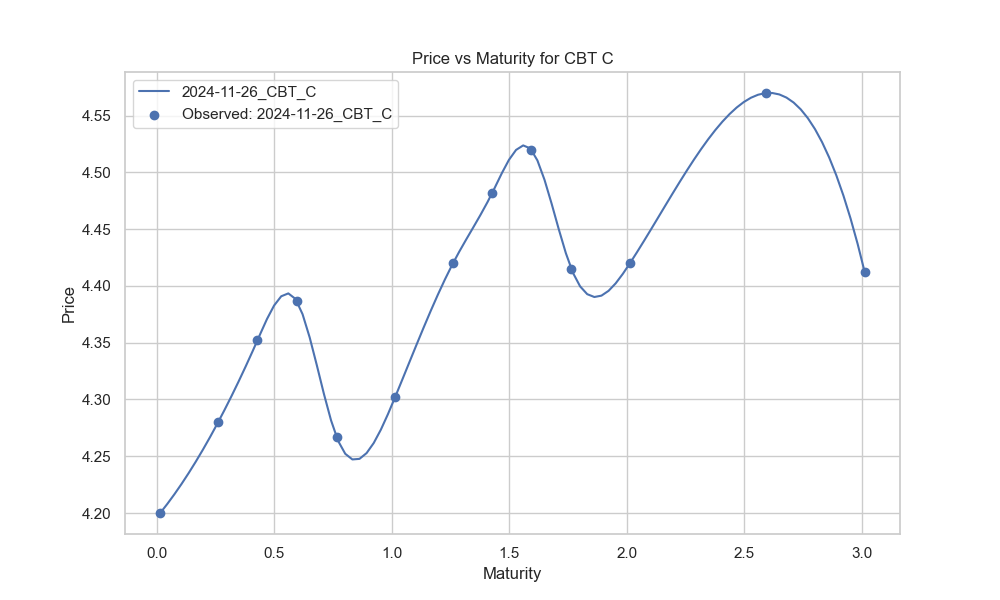 Price vs Maturity for CBT C
2024-11-26_CBT_C
Observed: 2024-11-26_CBT_C
Price
4.55
4.50
4.45
4.40
4.35
4.30
4.25
4.20
0.0 0.5 1.0 1.5 2.0 2.5 3.0
Maturity